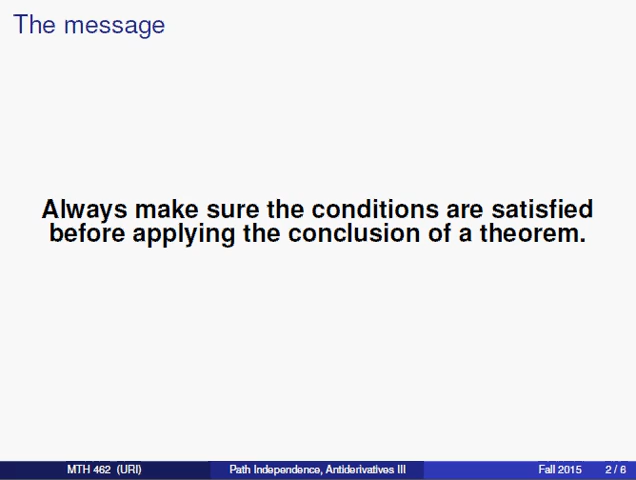 The message
Always make sure the conditions are satisfied
before applying the conclusion of a theorem.
MTH 462 (URI) Path Independence, Antiderivatives III Fall 2015 2 / 6